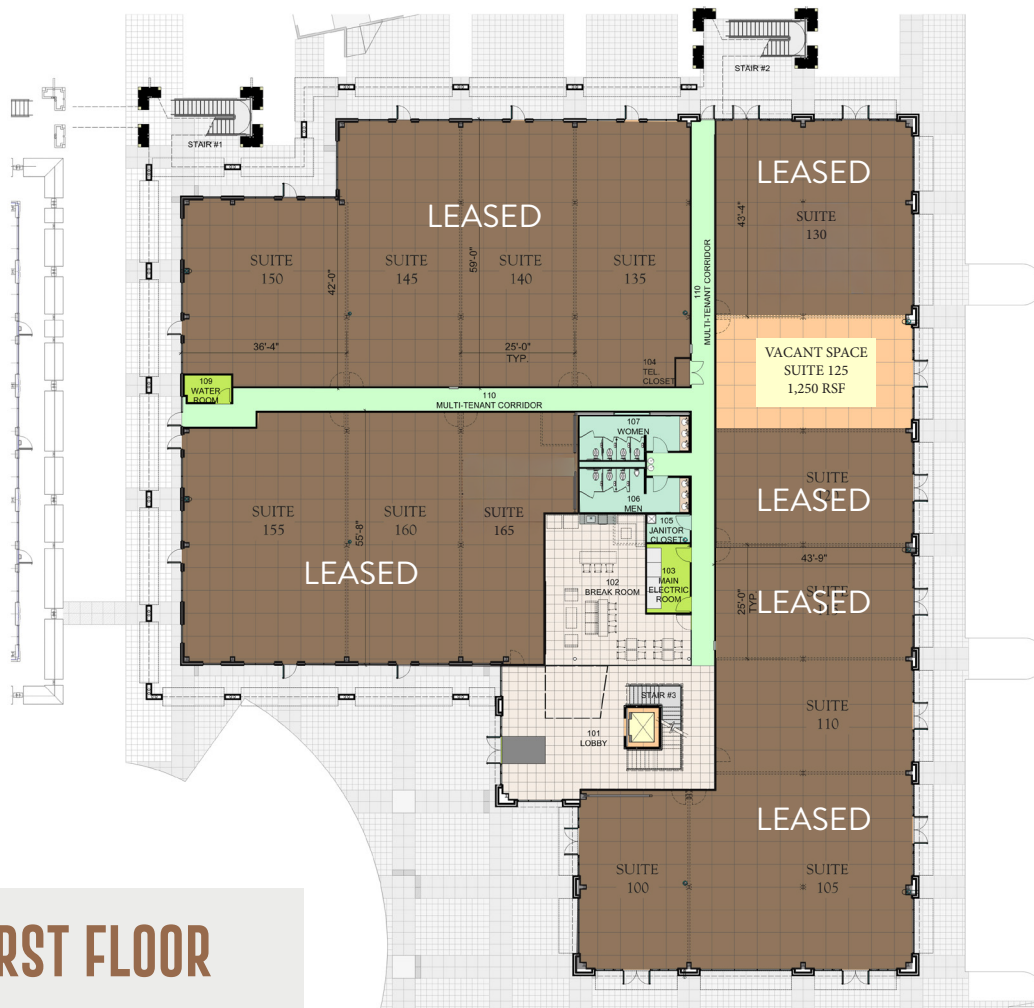 STAIR #2
STAIR #1
LEASED
SUITE
130
43'-4"
LEASED
SUITE
150
SUITE
145
SUITE
140
SUITE
135
59'-0"
42'-0"
36'-4"
25'-0"
TYP.
110
MULTI-TENANT CORRIDOR
104
TEL.
CLOSET
VACANT SPACE
SUITE 125
1,250 RSF
109
WATER
ROOM
110
MULTI-TENANT CORRIDOR
107
WOMEN
106
MEN
105
JANITOR
CLOSET
103
MAIN
ELECTRIC
ROOM
102
BREAK ROOM
SUITE
155
SUITE
160
SUITE
165
55'-8"
LEASED
SUITE
LEASED
43'-9"
25'-0"
TYP.
LEASED
SUITE
110
STAIR #3
101
LOBBY
LEASED
SUITE
100
SUITE
105
RST FLOOR